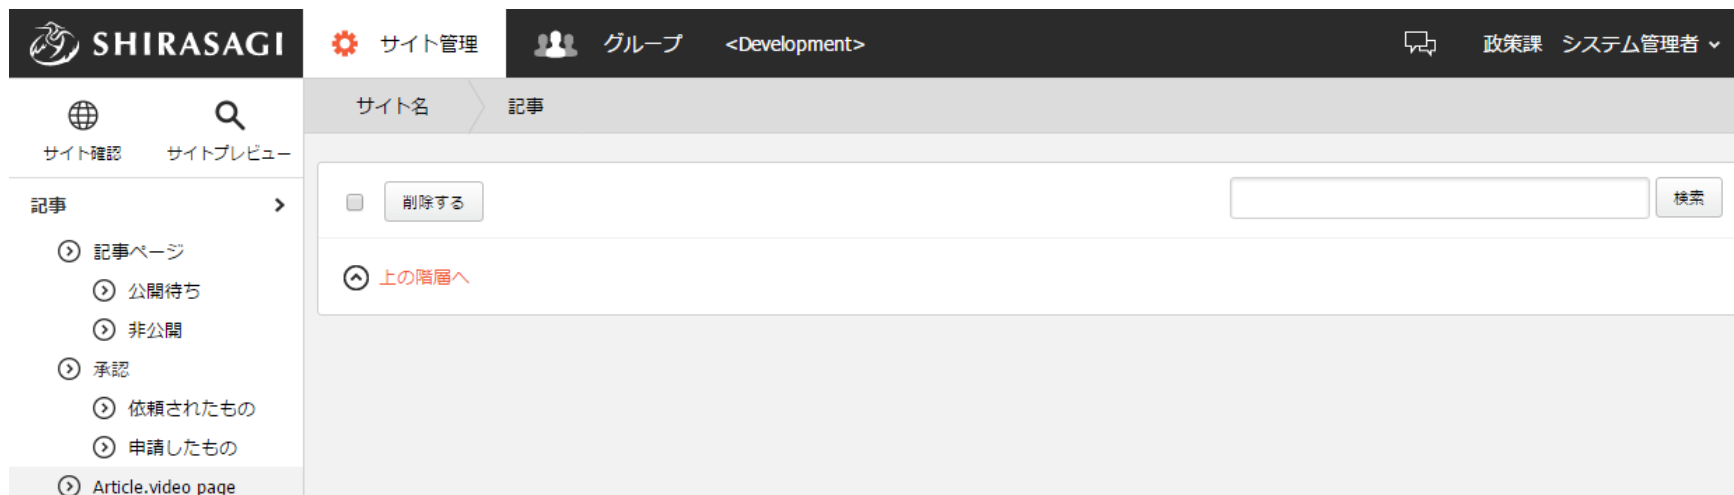 SHIRASAGI サイト管理 グループ <Development> 政策課 システム管理者
サイト確認 サイトプレビュー
サイト名 記事
記事
削除する 検索
上の階層へ
記事ページ
公開待ち
非公開
承認
依頼されたもの
申請したもの
Article.video page